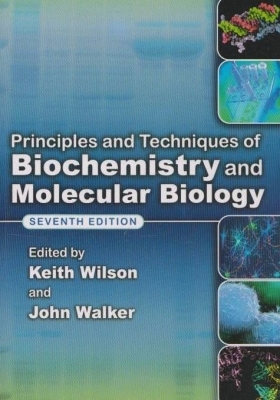 Principles and Techniques of
Biochemistry and
Molecular Biology
SEVENTH EDITION
Edited by
Keith Wilson
and
John Walker